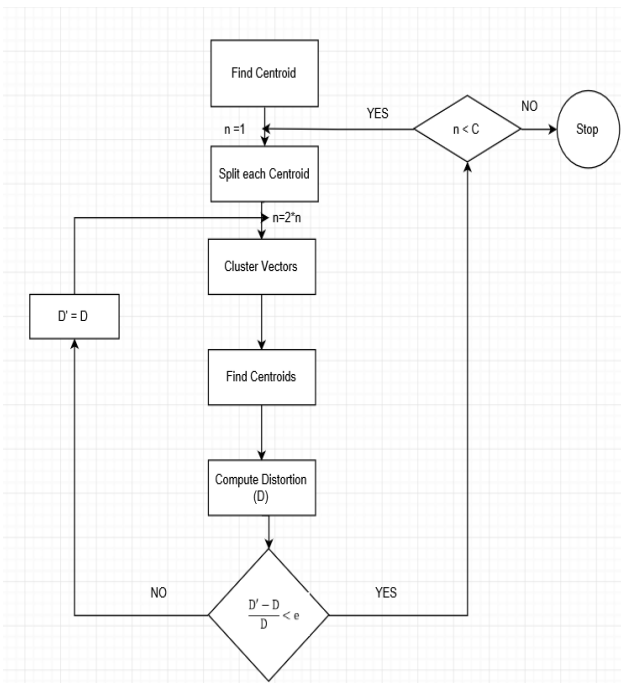 Find Centroid
YES
NO
n =1
n < C
Stop
Split each Centroid
n=2*n
Cluster Vectors
D' = D
Find Centroids
Compute Distortion
(D)
NO
YES
D′ − D
D
< e